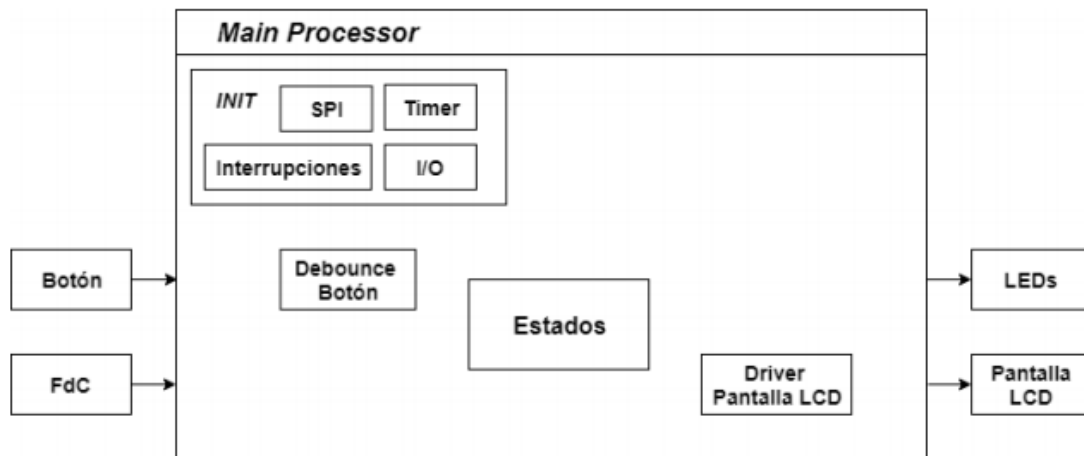 Main Processor
INIT
SPI
Timer
Interrupciones
I/O
Botón
Debounce
Botón
Estados
LEDs
FdC
Driver
Pantalla LCD
Pantalla
LCD